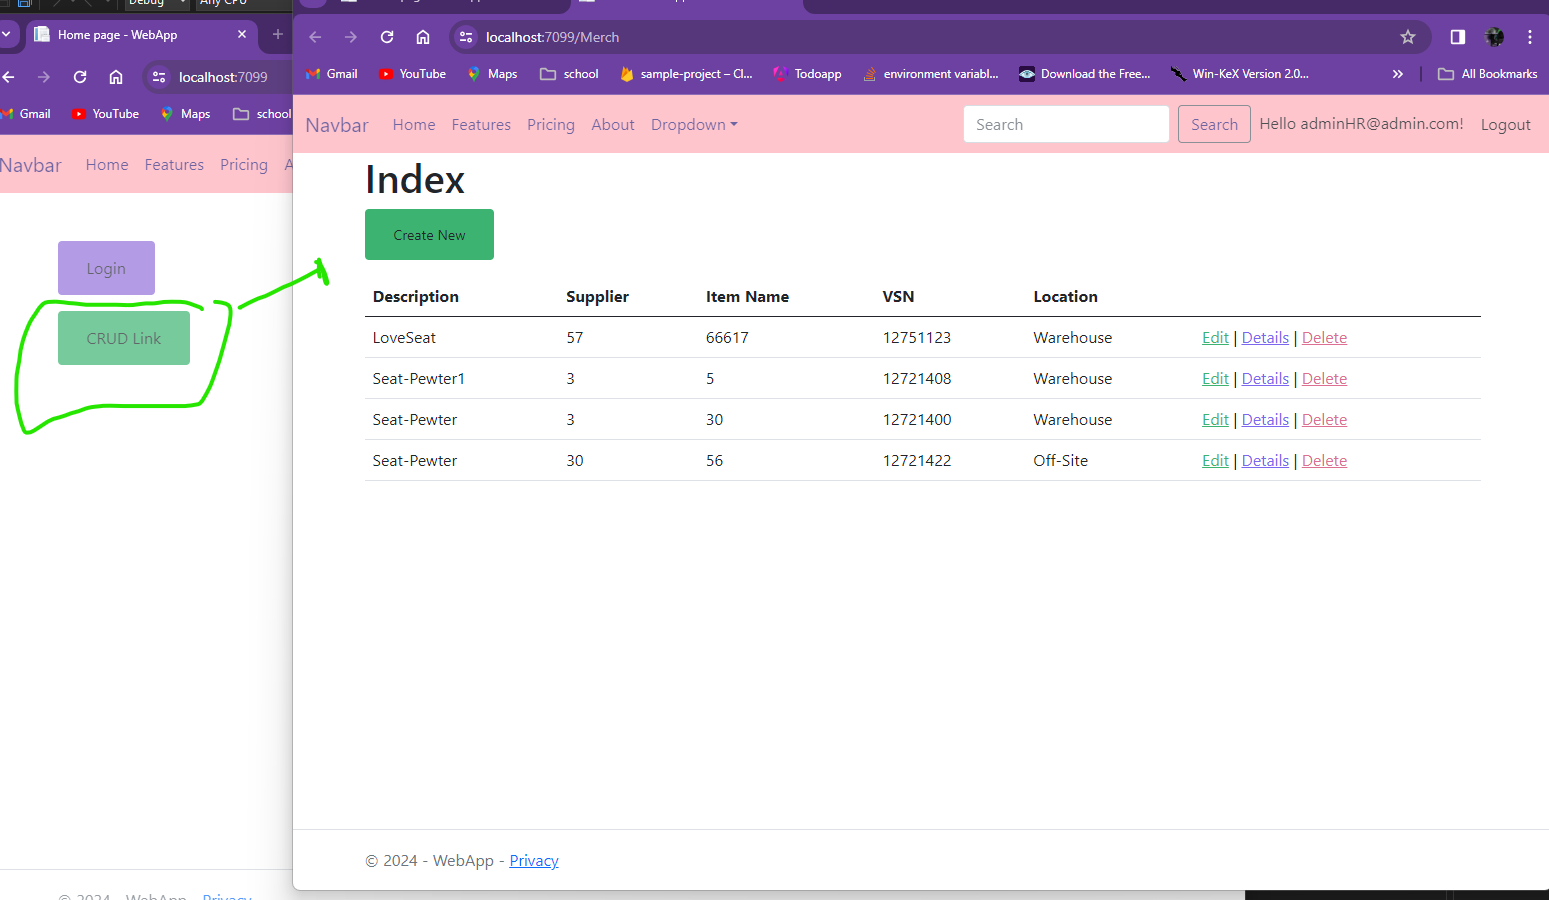 Debug Any CPU
Home page - WebApp
localhost:7099
Gmail YouTube Maps school
Navbar Home Features Pricing A
Login
CRUD Link
© 2024 - WebApp - Privacy
localhost:7099/Merch
Gmail YouTube Maps school sample-project – Cl... Todoapp environment variabl... Download the Free... Win-KeX Version 2.0... » All Bookmarks
Navbar Home Features Pricing About Dropdown Search Search Hello adminHR@admin.com! Logout
Index
Create New
Description Supplier Item Name VSN Location
LoveSeat 57 66617 12751123 Warehouse Edit | Details | Delete
Seat-Pewter1 3 5 12721408 Warehouse Edit | Details | Delete
Seat-Pewter 3 30 12721400 Warehouse Edit | Details | Delete
Seat-Pewter 30 56 12721422 Off-Site Edit | Details | Delete
© 2024 - WebApp - Privacy